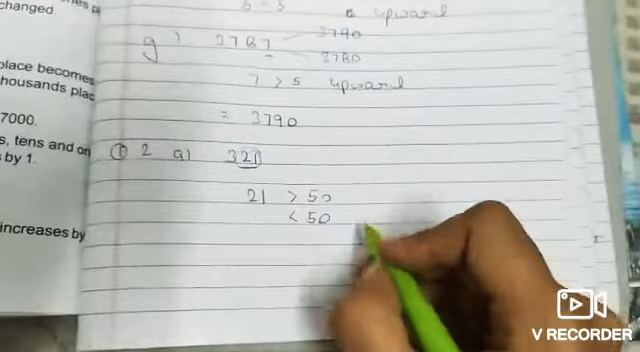 changed.
5 = 5 upward
3790
g) 3787
3780
7 > 5 upward
= 3790
place becomes
thousands plac
7000.
s, tens and on
s by 1.
① 2 a) 321
21 > 50
< 50
increases by
V RECORDER